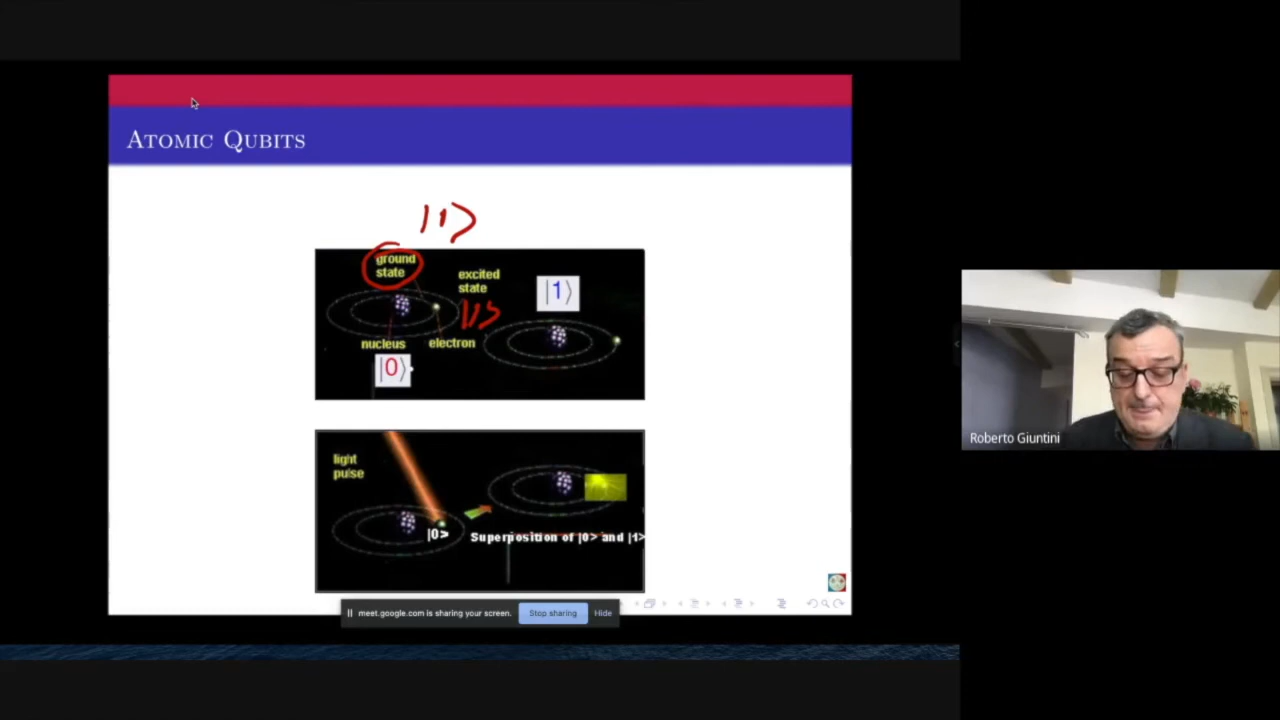 Atomic Qubits
|1>
ground
state
excited
state
|1⟩
|1>
nucleus
electron
|0⟩
light
pulse
|0>
Superposition of |0> and |1>
meet.google.com is sharing your screen.
Stop sharing
Hide
Roberto Giuntini